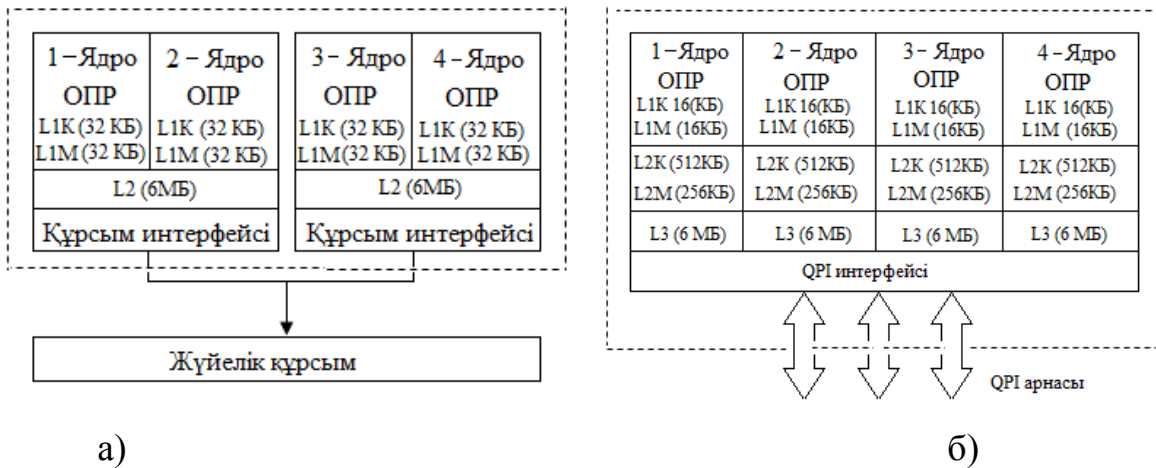 1–Ядро
ОПР
L1К (32 КБ)
L1М (32 КБ)
2 – Ядро
ОПР
L1К (32 КБ)
L1М (32 КБ)
L2 (6МБ)
Құрсым интерфейсі
3 – Ядро
ОПР
L1К (32 КБ)
L1М (32 КБ)
4 – Ядро
ОПР
L1К (32 КБ)
L1М (32 КБ)
L2 (6МБ)
Құрсым интерфейсі
Жүйелік құрсым
а)
1 – Ядро
ОПР
L1К 16(КБ)
L1М (16КБ)
L2К (512КБ)
L2М (256КБ)
L3 (6 МБ)
2 – Ядро
ОПР
L1К 16(КБ)
L1М (16КБ)
L2К (512КБ)
L2М (256КБ)
L3 (6 МБ)
3 – Ядро
ОПР
L1К 16(КБ)
L1М (16КБ)
L2К (512КБ)
L2М (256КБ)
L3 (6 МБ)
4 – Ядро
ОПР
L1К 16(КБ)
L1М (16КБ)
L2К (512КБ)
L2М (256КБ)
L3 (6 МБ)
QPI интерфейсі
QPI арнасы
б)